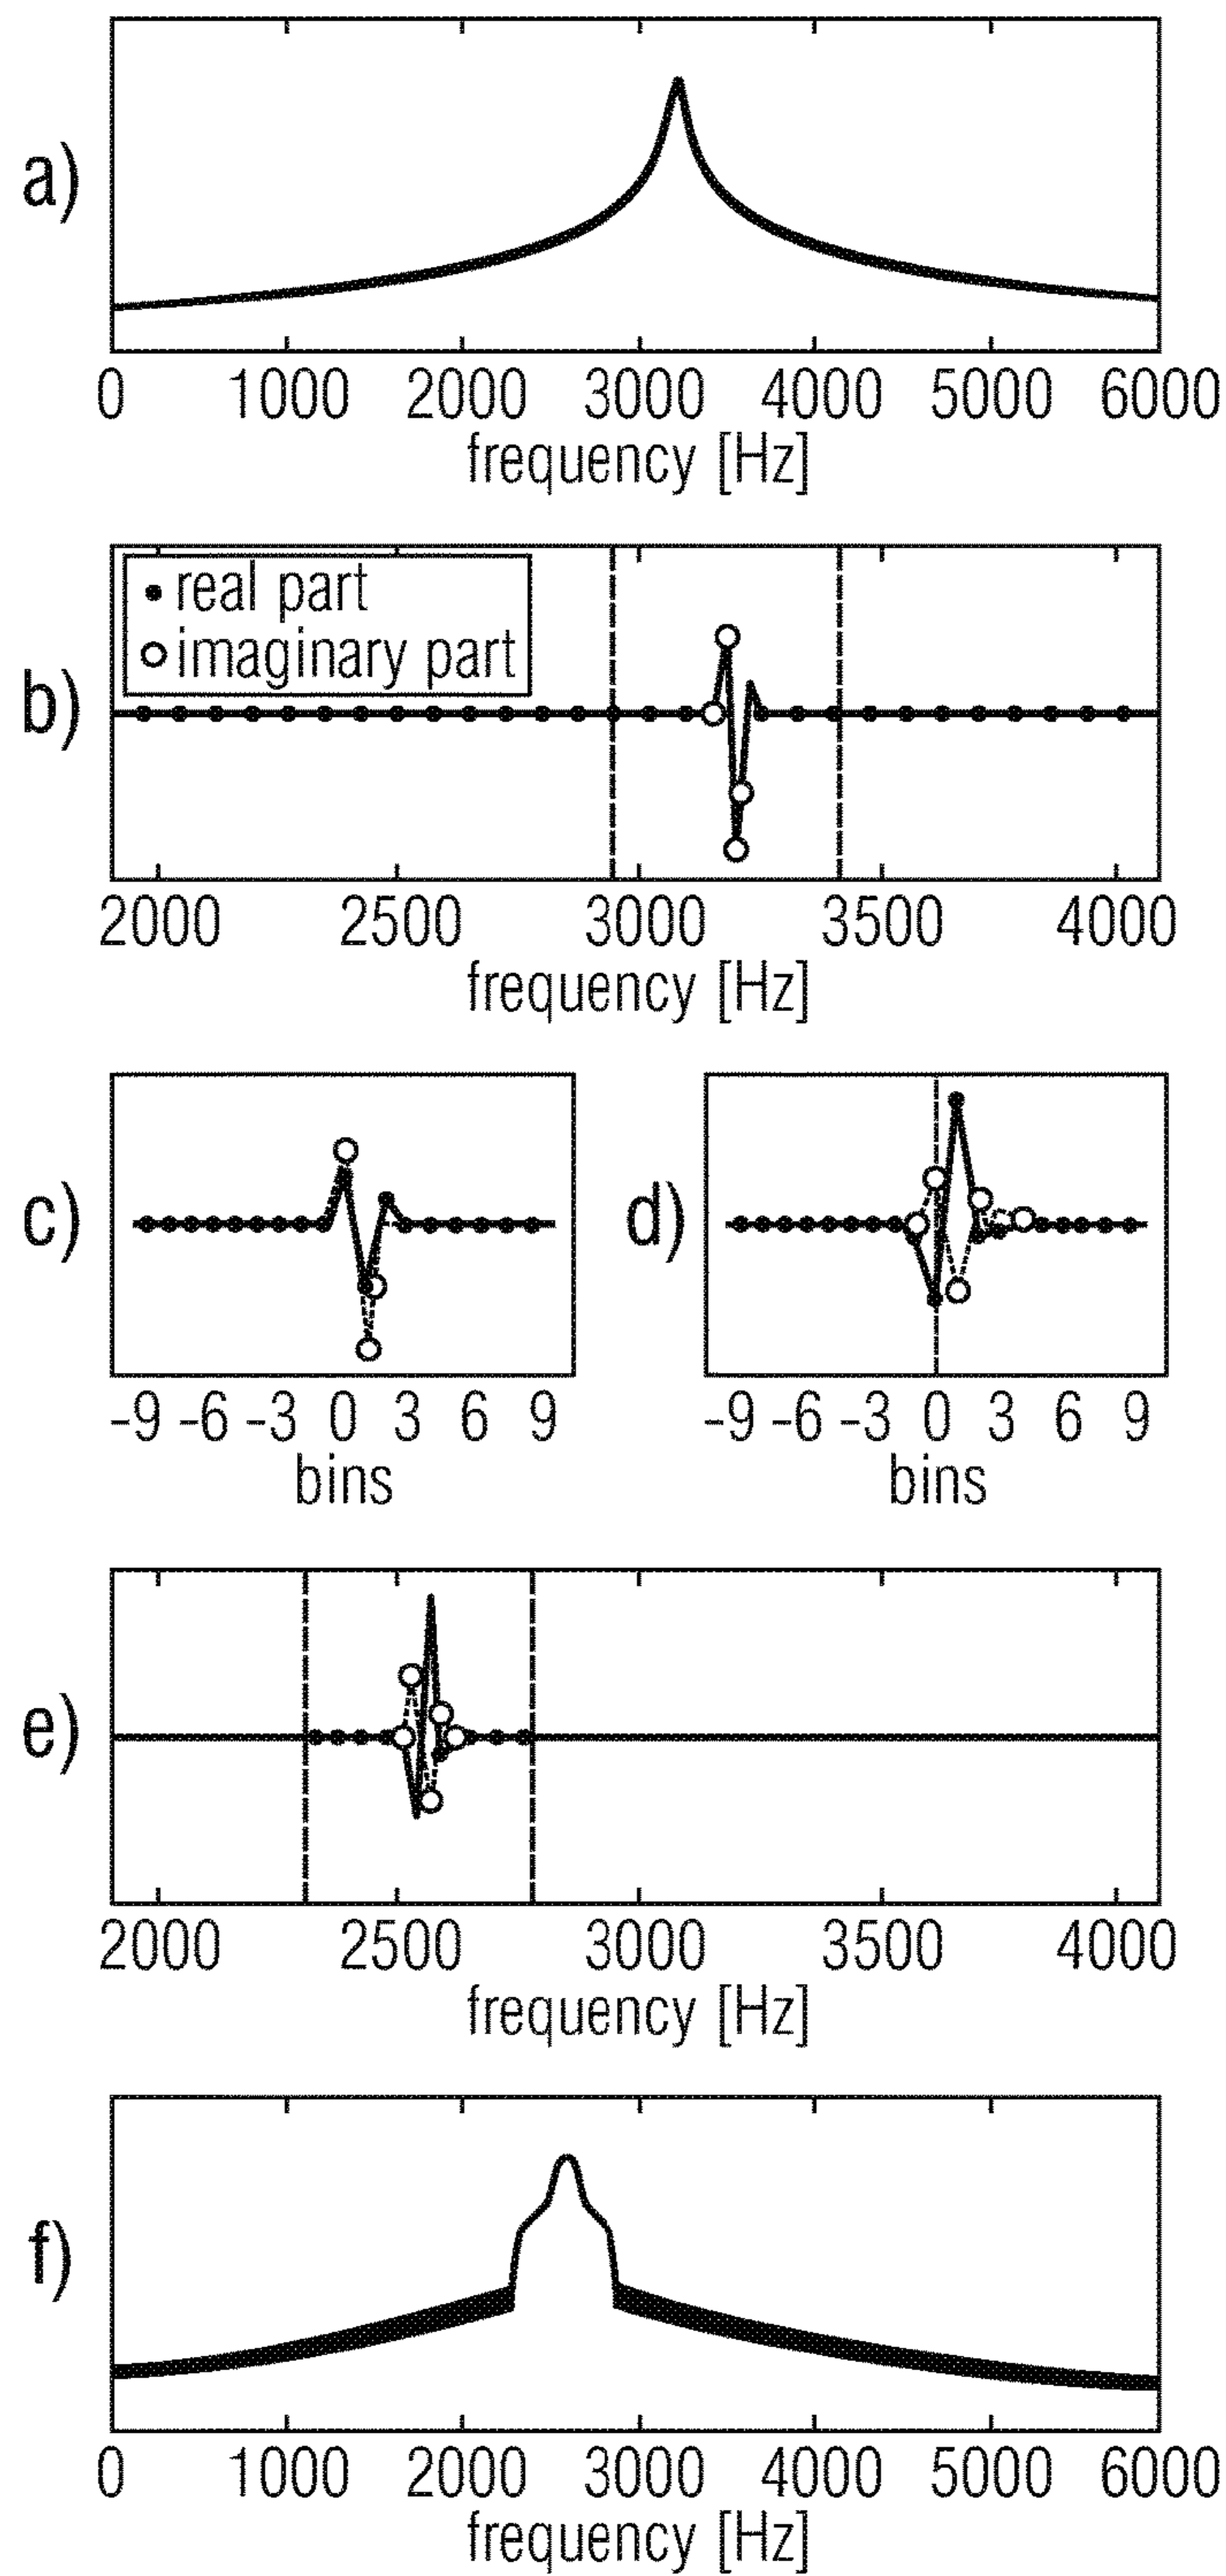 a)
0 1000 2000 3000 4000 5000 6000
frequency [Hz]
real part
imaginary part
b)
2000 2500 3000 3500 4000
frequency [Hz]
c)
-9 -6 -3 0 3 6 9
bins
d)
-9 -6 -3 0 3 6 9
bins
e)
2000 2500 3000 3500 4000
frequency [Hz]
f)
0 1000 2000 3000 4000 5000 6000
frequency [Hz]